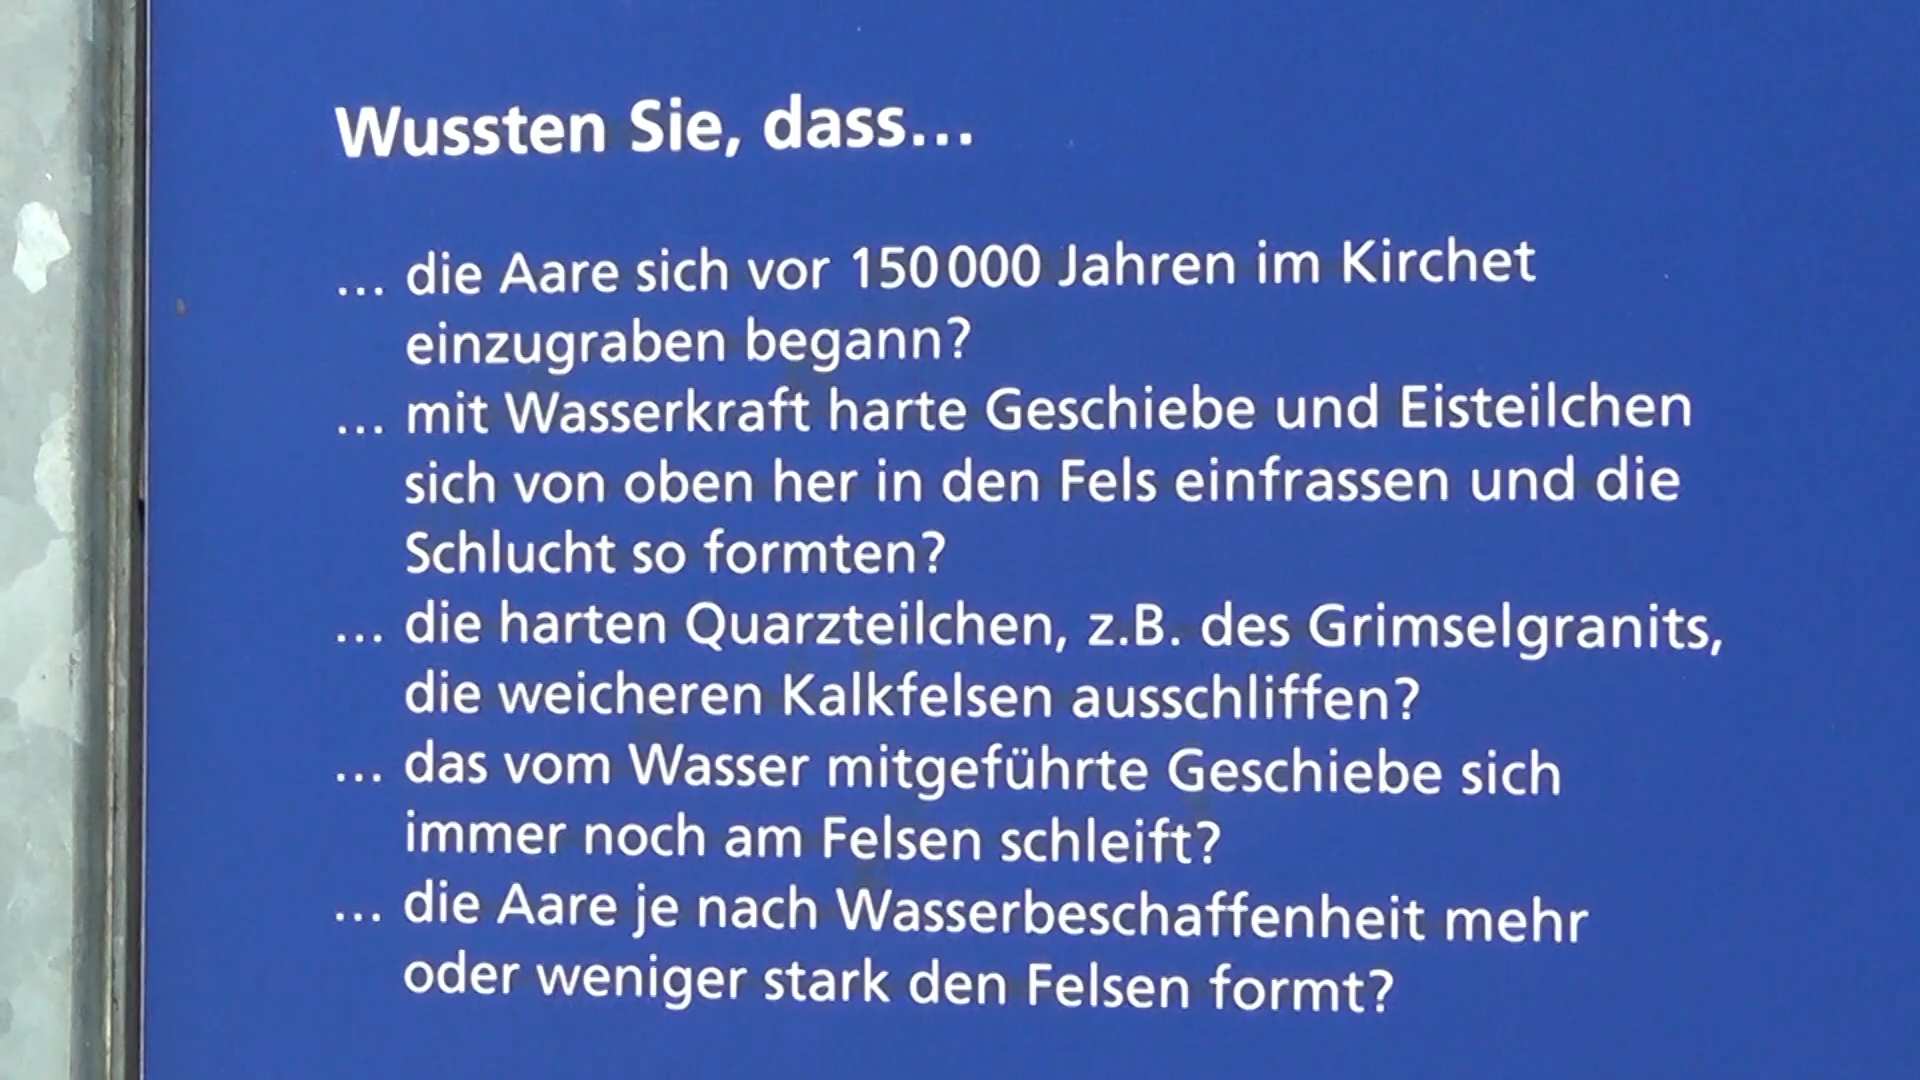 Wussten Sie, dass...
... die Aare sich vor 150 000 Jahren im Kirchet
einzugraben begann?
... mit Wasserkraft harte Geschiebe und Eisteilchen
sich von oben her in den Fels einfrassen und die
Schlucht so formten?
... die harten Quarzteilchen, z.B. des Grimselgranits,
die weicheren Kalkfelsen ausschliffen?
... das vom Wasser mitgeführte Geschiebe sich
immer noch am Felsen schleift?
... die Aare je nach Wasserbeschaffenheit mehr
oder weniger stark den Felsen formt?